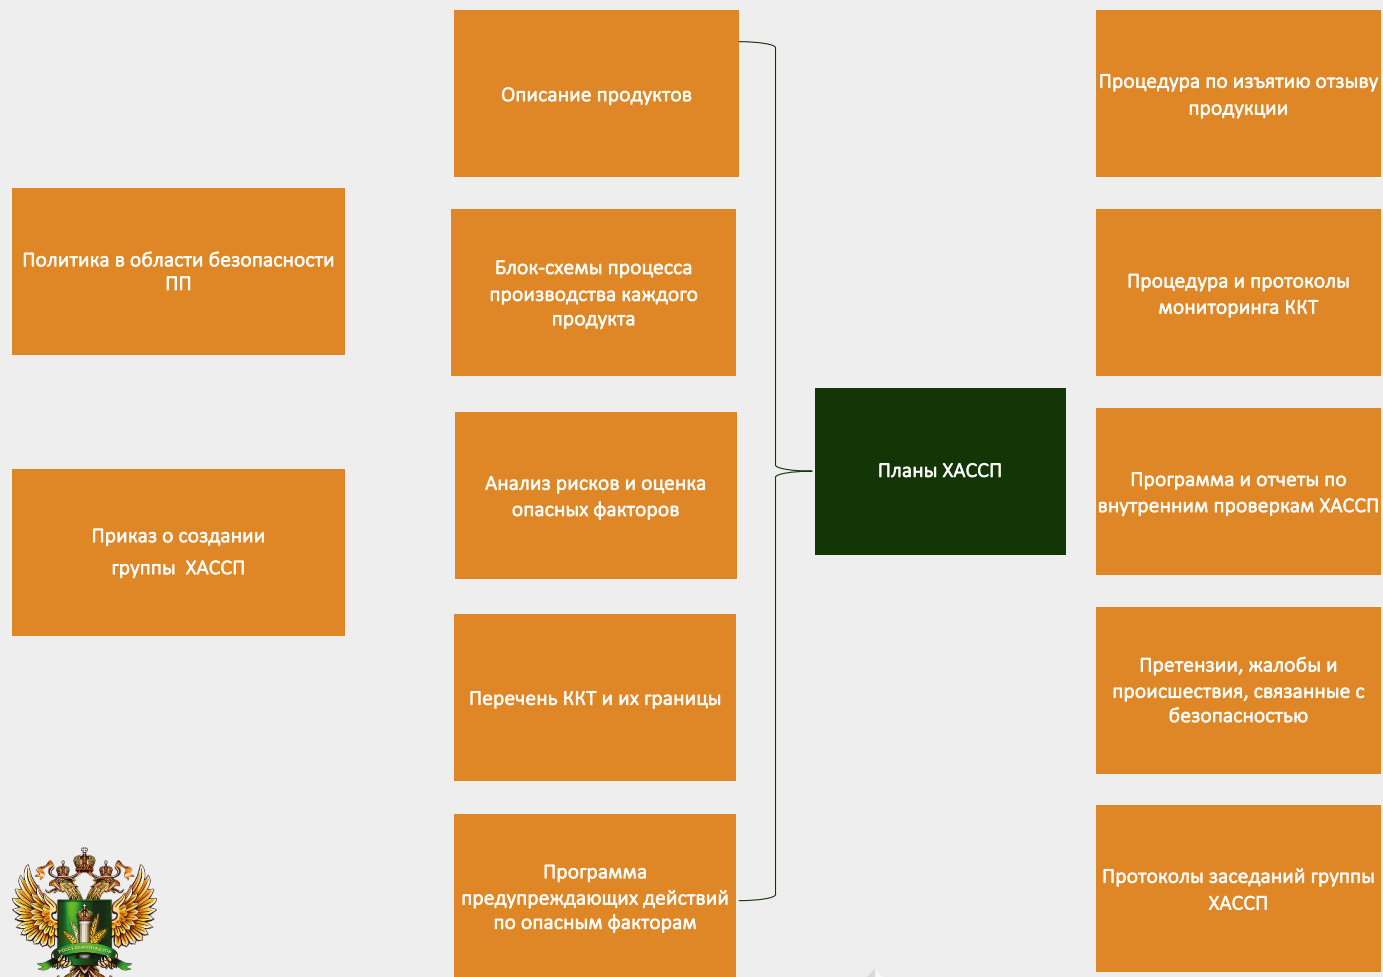 Политика в области безопасности
ПП
Приказ о создании
группы ХАССП
Описание продуктов
Блок-схемы процесса
производства каждого
продукта
Анализ рисков и оценка
опасных факторов
Перечень ККТ и их границы
Программа
предупреждающих действий
по опасным факторам
Планы ХАССП
Процедура по изъятию отзыву
продукции
Процедура и протоколы
мониторинга ККТ
Программа и отчеты по
внутренним проверкам ХАССП
Претензии, жалобы и
происшествия, связанные с
безопасностью
Протоколы заседаний группы
ХАССП
РОССЕЛЬХОЗНАДЗОР